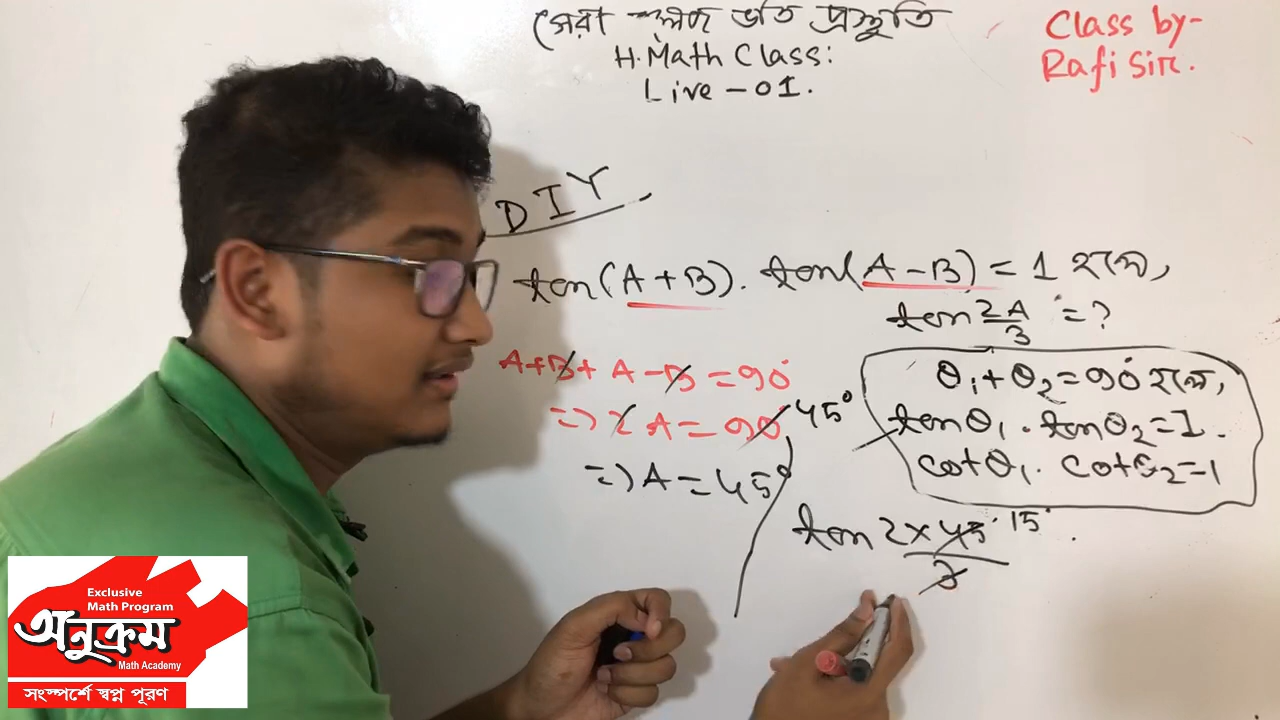 সেরা কলেজ ভর্তি প্রস্তুতি
H.Math Class:
Live - 01.
Class by-
Rafi Sir.
DIY
tan(A+B). tan(A-B) = 1 হলে,
tan 2A/3 = ?
A+B+ A-B = 90°
=> 2A = 90° 45°
=> A = 45°
θ₁+θ₂=90° হলে,
tanθ₁. tanθ₂=1.
cotθ₁. cotθ₂=1
tan 2×45°/3 15°.
Exclusive
Math Program
অনুক্রম
Math Academy
সংস্পর্শে স্বপ্ন পূরণ